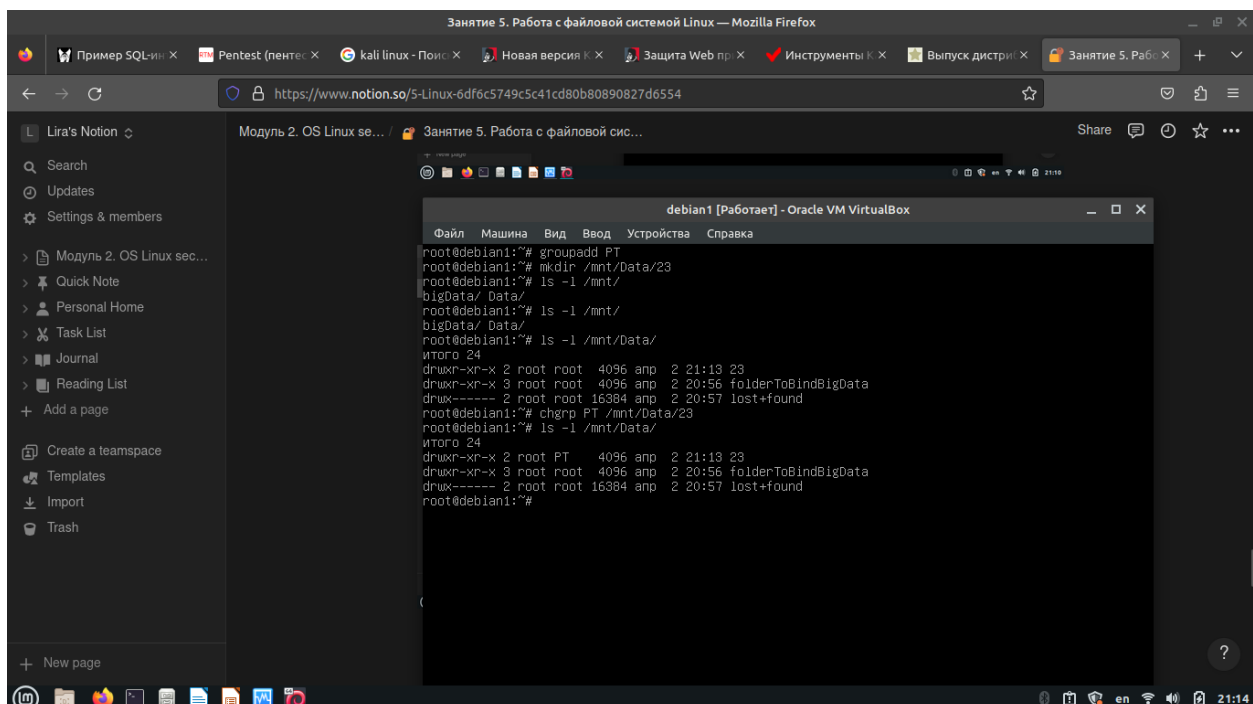 Занятие 5. Работа с файловой системой Linux — Mozilla Firefox
Пример SQL-ин
RTM Pentest (пентес
kali linux - Поис
Новая версия K
Защита Web пр
Инструменты K
Выпуск дистриб
Занятие 5. Рабо
https://www.notion.so/5-Linux-6df6c5749c5c41cd80b80890827d6554
L Lira's Notion
Модуль 2. OS Linux se... / Занятие 5. Работа с файловой сис...
Share
Search
Updates
Settings & members
Модуль 2. OS Linux sec...
Quick Note
Personal Home
Task List
Journal
Reading List
+ Add a page
Create a teamspace
Templates
Import
Trash
+ New page
+ New page
en 21:10
debian1 [Работает] - Oracle VM VirtualBox
Файл Машина Вид Ввод Устройства Справка
root@debian1:~# groupadd PT
root@debian1:~# mkdir /mnt/Data/23
root@debian1:~# ls -l /mnt/
bigData/ Data/
root@debian1:~# ls -l /mnt/
bigData/ Data/
root@debian1:~# ls -l /mnt/Data/
итого 24
drwxr-xr-x 2 root root 4096 апр 2 21:13 23
drwxr-xr-x 3 root root 4096 апр 2 20:56 folderToBindBigData
drwx------ 2 root root 16384 апр 2 20:57 lost+found
root@debian1:~# chgrp PT /mnt/Data/23
root@debian1:~# ls -l /mnt/Data/
итого 24
drwxr-xr-x 2 root PT 4096 апр 2 21:13 23
drwxr-xr-x 3 root root 4096 апр 2 20:56 folderToBindBigData
drwx------ 2 root root 16384 апр 2 20:57 lost+found
root@debian1:~#
?
en 21:14